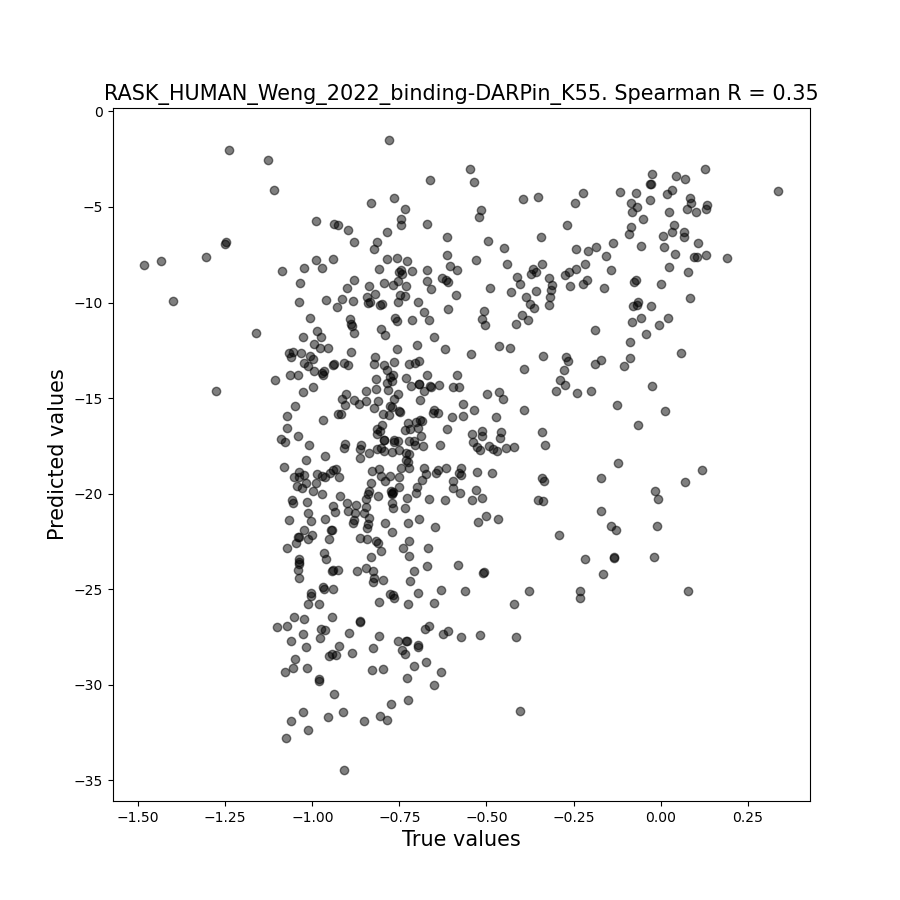 RASK_HUMAN_Weng_2022_binding-DARPin_K55. Spearman R = 0.35
0
−5
−10
−15
−20
−25
−30
−35
Predicted values
−1.50 −1.25 −1.00 −0.75 −0.50 −0.25 0.00 0.25
True values